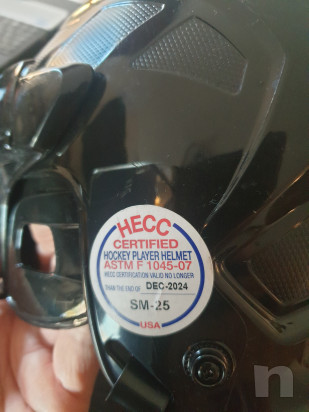 HECC
CERTIFIED
HOCKEY PLAYER HELMET
ASTM F 1045-07
HECC CERTIFICATION VALID NO LONGER
THAN THE END OF DEC-2024
SM-25
USA
n